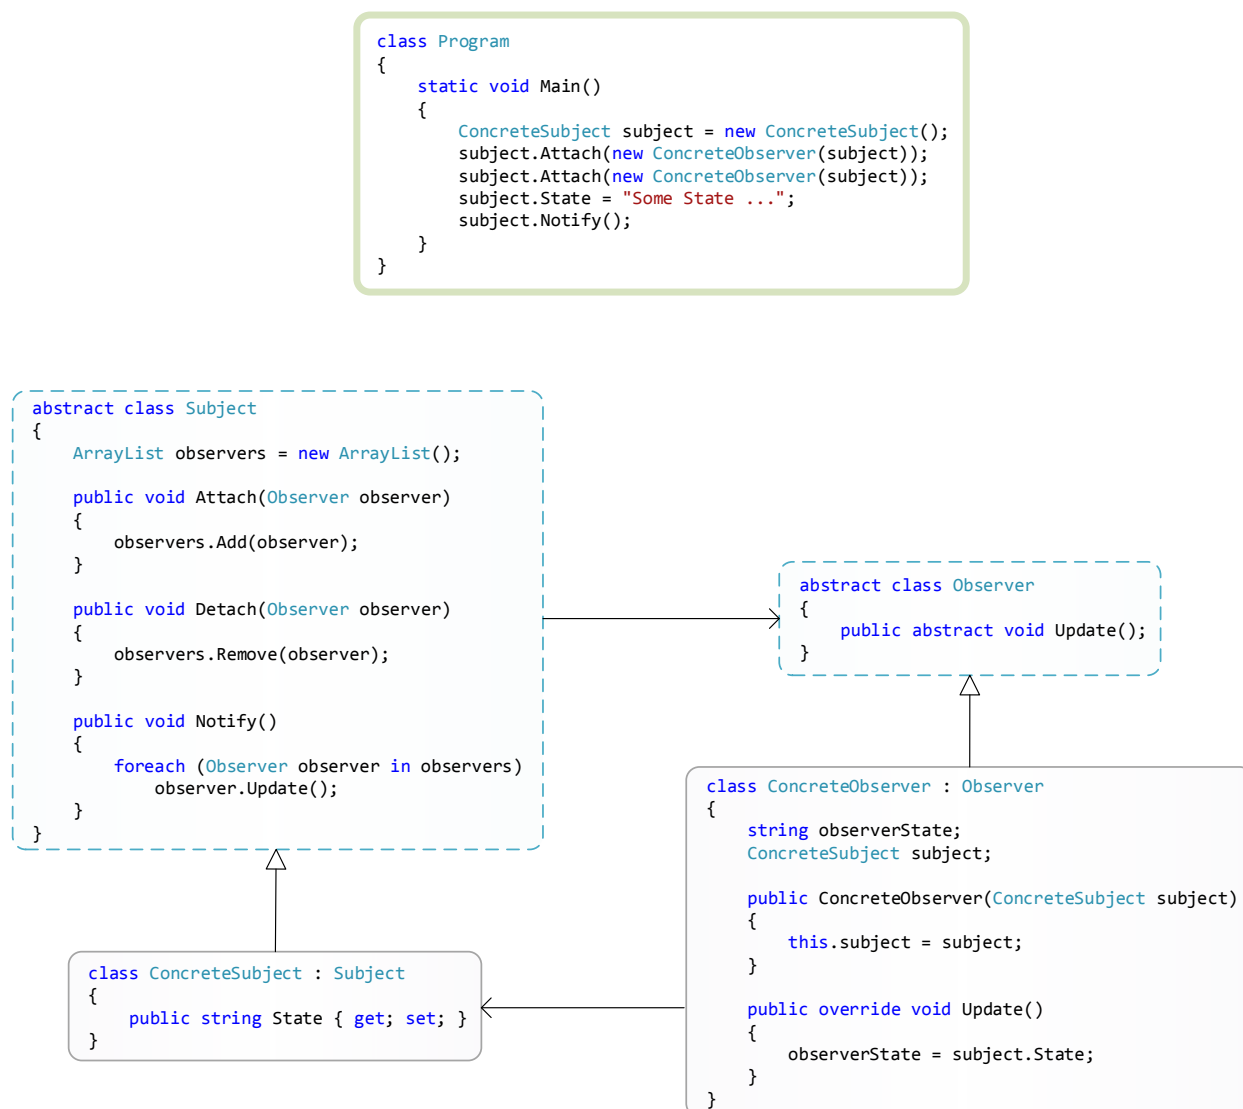 class Program
{
    static void Main()
    {
        ConcreteSubject subject = new ConcreteSubject();
        subject.Attach(new ConcreteObserver(subject));
        subject.Attach(new ConcreteObserver(subject));
        subject.State = "Some State ...";
        subject.Notify();
    }
}
abstract class Subject
{
    ArrayList observers = new ArrayList();
    public void Attach(Observer observer)
    {
        observers.Add(observer);
    }
    public void Detach(Observer observer)
    {
        observers.Remove(observer);
    }
    public void Notify()
    {
        foreach (Observer observer in observers)
            observer.Update();
    }
}
abstract class Observer
{
    public abstract void Update();
}
class ConcreteSubject : Subject
{
    public string State { get; set; }
}
class ConcreteObserver : Observer
{
    string observerState;
    ConcreteSubject subject;
    public ConcreteObserver(ConcreteSubject subject)
    {
        this.subject = subject;
    }
    public override void Update()
    {
        observerState = subject.State;
    }
}